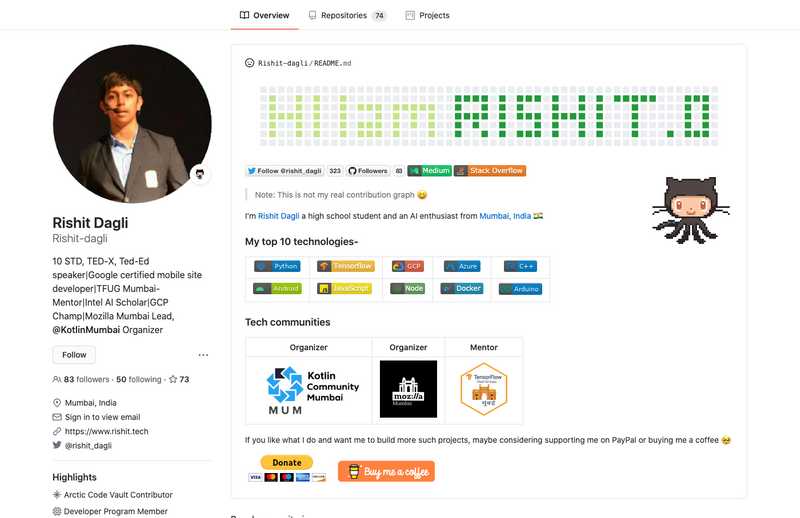 Overview
Repositories 74
Projects
Rishit-dagli/README.md
HI Iam RISHIT.D
Follow @rishit_dagli 323 Followers 83 Medium Stack Overflow
Note: This is not my real contribution graph 😄
I'm Rishit Dagli a high school student and an AI enthusiast from Mumbai, India 🇮🇳
My top 10 technologies-
Python Tensorflow GCP Azure C++
Android JavaScript Node Docker Arduino
Tech communities
Organizer Organizer Mentor
Kotlin
Community
Mumbai
MUM
moz://a
Mumbai
TensorFlow
मुंबई
If you like what I do and want me to build more such projects, maybe considering supporting me on PayPal or buying me a coffee 🥺
Donate
VISA
Buy me a coffee
Rishit Dagli
Rishit-dagli
10 STD, TED-X, Ted-Ed
speaker|Google certified mobile site
developer|TFUG Mumbai-
Mentor|Intel AI Scholar|GCP
Champ|Mozilla Mumbai Lead,
@KotlinMumbai Organizer
Follow
83 followers · 50 following · 73
Mumbai, India
Sign in to view email
https://www.rishit.tech
@rishit_dagli
Highlights
Arctic Code Vault Contributor
Developer Program Member